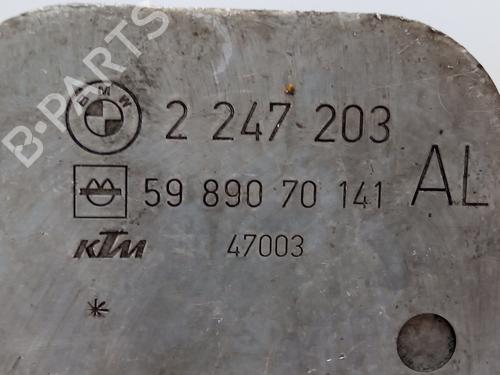 B-PARTS
BMW
2 247 203
59 890 70 141 AL
KTM 47003
*